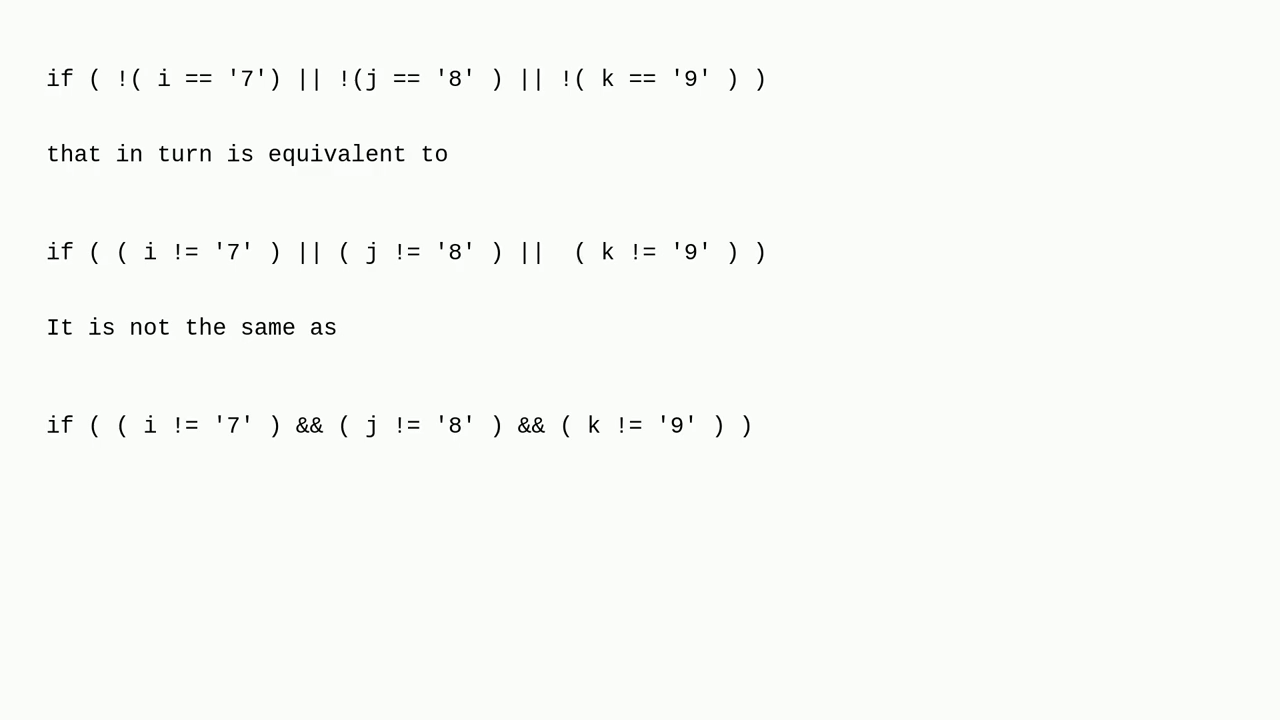 if ( !( i == '7') || !(j == '8' ) || !( k == '9' ) )
that in turn is equivalent to
if ( ( i != '7' ) || ( j != '8' ) ||  ( k != '9' ) )
It is not the same as
if ( ( i != '7' ) && ( j != '8' ) && ( k != '9' ) )